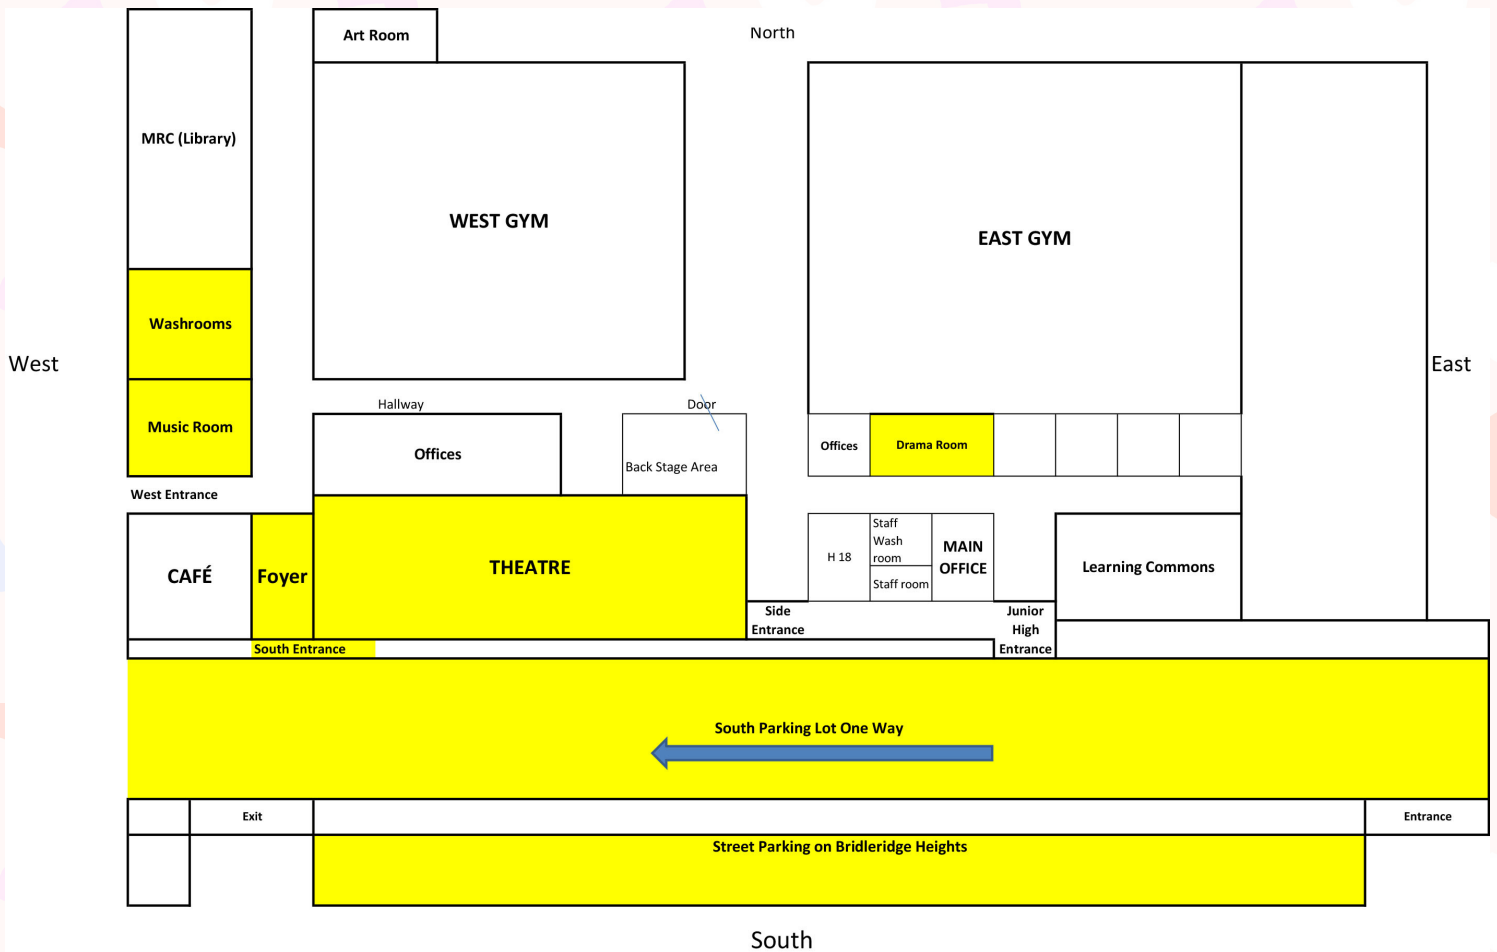 North
Art Room
MRC (Library)
WEST GYM
EAST GYM
Washrooms
West
East
Hallway
Door
Music Room
Offices
Back Stage Area
Offices
Drama Room
West Entrance
CAFÉ
Foyer
THEATRE
H 18
Staff
Wash
room
Staff room
MAIN
OFFICE
Learning Commons
Side
Entrance
Junior
High
Entrance
South Entrance
South Parking Lot One Way
Exit
Entrance
Street Parking on Bridleridge Heights
South